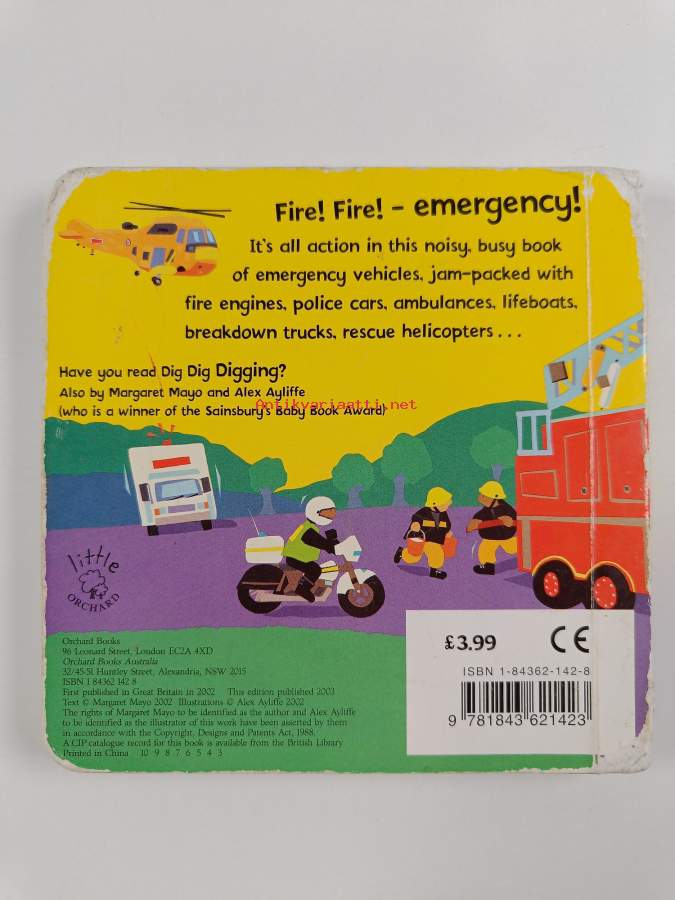 Fire! Fire! – emergency!
It's all action in this noisy, busy book
of emergency vehicles, jam-packed with
fire engines, police cars, ambulances, lifeboats,
breakdown trucks, rescue helicopters...
Have you read Dig Dig Digging?
Also by Margaret Mayo and Alex Ayliffe
(who is a winner of the Sainsbury's Baby Book Award)
Antikvariaatti.net
little
ORCHARD
Orchard Books
96 Leonard Street, London EC2A 4XD
Orchard Books Australia
32/45-51 Huntley Street, Alexandria, NSW 2015
ISBN 1 84362 142 8
First published in Great Britain in 2002 This edition published 2003
Text © Margaret Mayo 2002 Illustrations © Alex Ayliffe 2002
The rights of Margaret Mayo to be identified as the author and Alex Ayliffe
to be identified as the illustrator of this work have been asserted by them
in accordance with the Copyright, Designs and Patents Act, 1988.
A CIP catalogue record for this book is available from the British Library
Printed in China 10 9 8 7 6 5 4 3
£3.99 CE
ISBN 1-84362-142-8
9 781843 621423